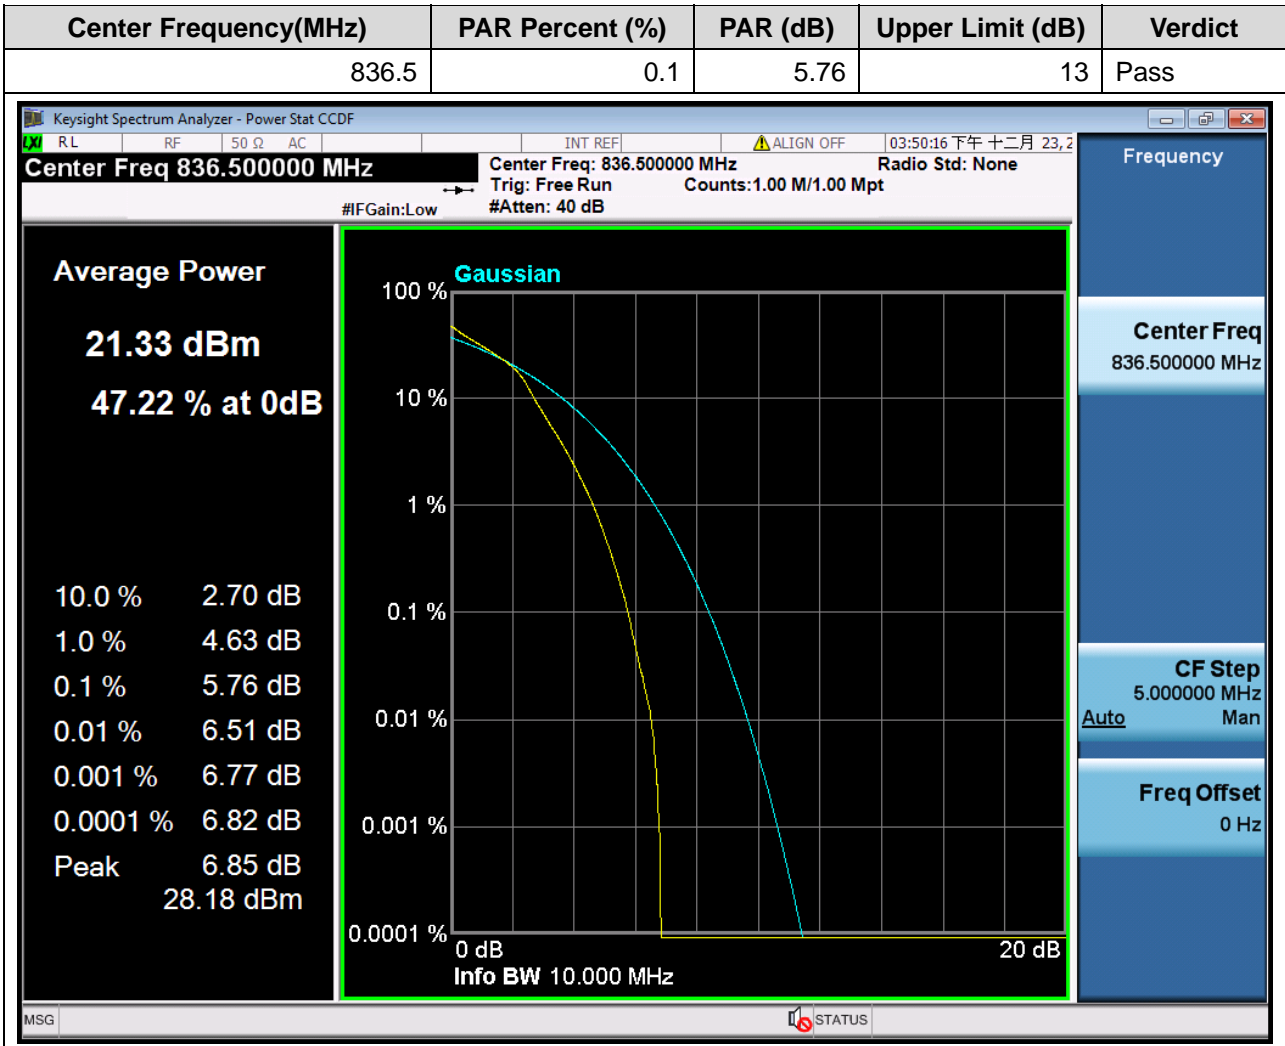 Center Frequency(MHz) PAR Percent (%) PAR (dB) Upper Limit (dB) Verdict
836.5 0.1 5.76 13 Pass
Keysight Spectrum Analyzer - Power Stat CCDF
LXI RL RF 50 Ω AC INT REF ALIGN OFF 03:50:16 下午 十二月 23, 2
Center Freq 836.500000 MHz
Center Freq: 836.500000 MHz Radio Std: None
Trig: Free Run Counts:1.00 M/1.00 Mpt
#IFGain:Low #Atten: 40 dB
Average Power
21.33 dBm
47.22 % at 0dB
10.0 % 2.70 dB
1.0 % 4.63 dB
0.1 % 5.76 dB
0.01 % 6.51 dB
0.001 % 6.77 dB
0.0001 % 6.82 dB
Peak 6.85 dB
28.18 dBm
Gaussian
100 %
10 %
1 %
0.1 %
0.01 %
0.001 %
0.0001 %
0 dB 20 dB
Info BW 10.000 MHz
Frequency
Center Freq
836.500000 MHz
CF Step
5.000000 MHz
Auto Man
Freq Offset
0 Hz
MSG STATUS